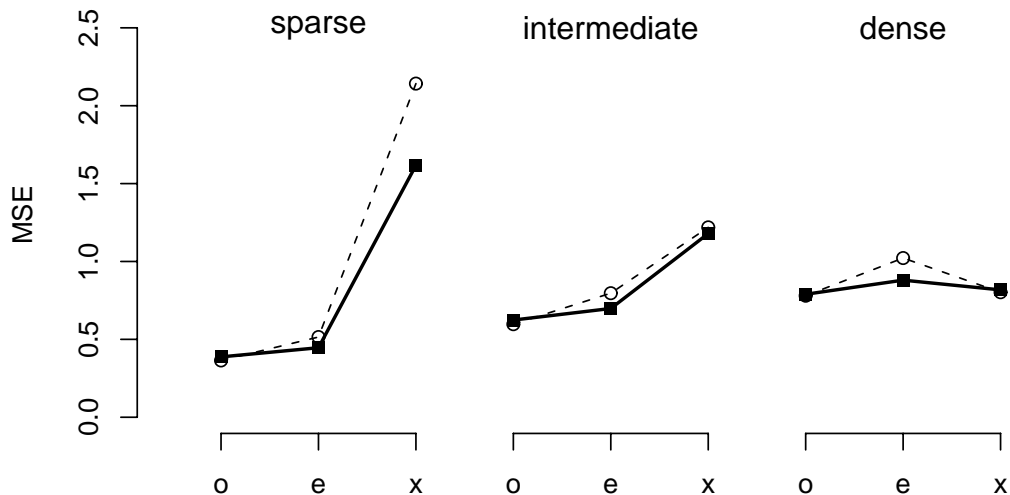 sparse
intermediate
dense
MSE
2.5
2.0
1.5
1.0
0.5
0.0
o e x
o e x
o e x